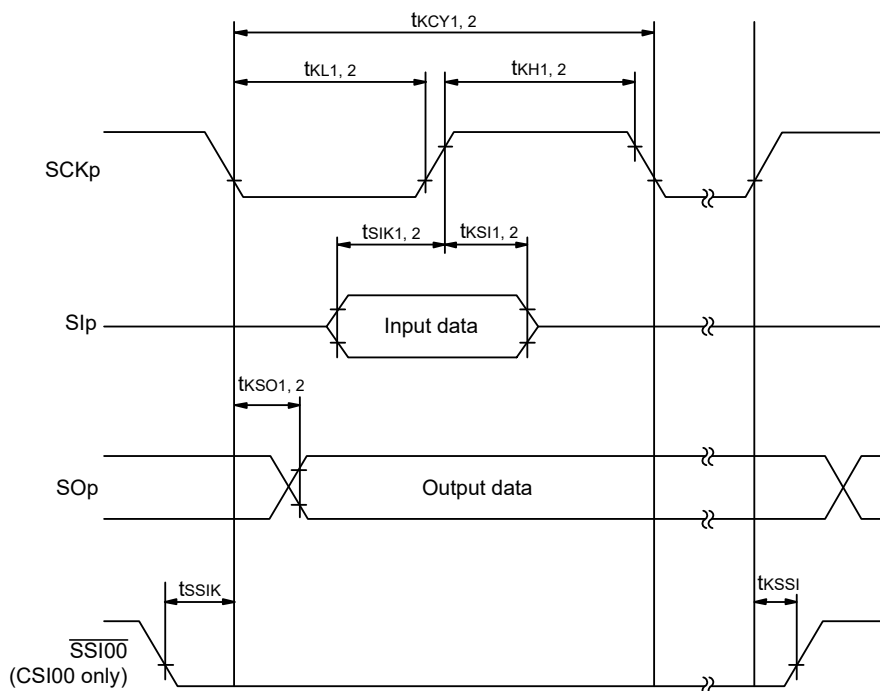 tKCY1, 2
tKL1, 2
tKH1, 2
SCKp
tSIK1, 2
tKSI1, 2
SIp
Input data
tKSO1, 2
SOp
Output data
tSSIK
tKSSI
SSI00
(CSI00 only)